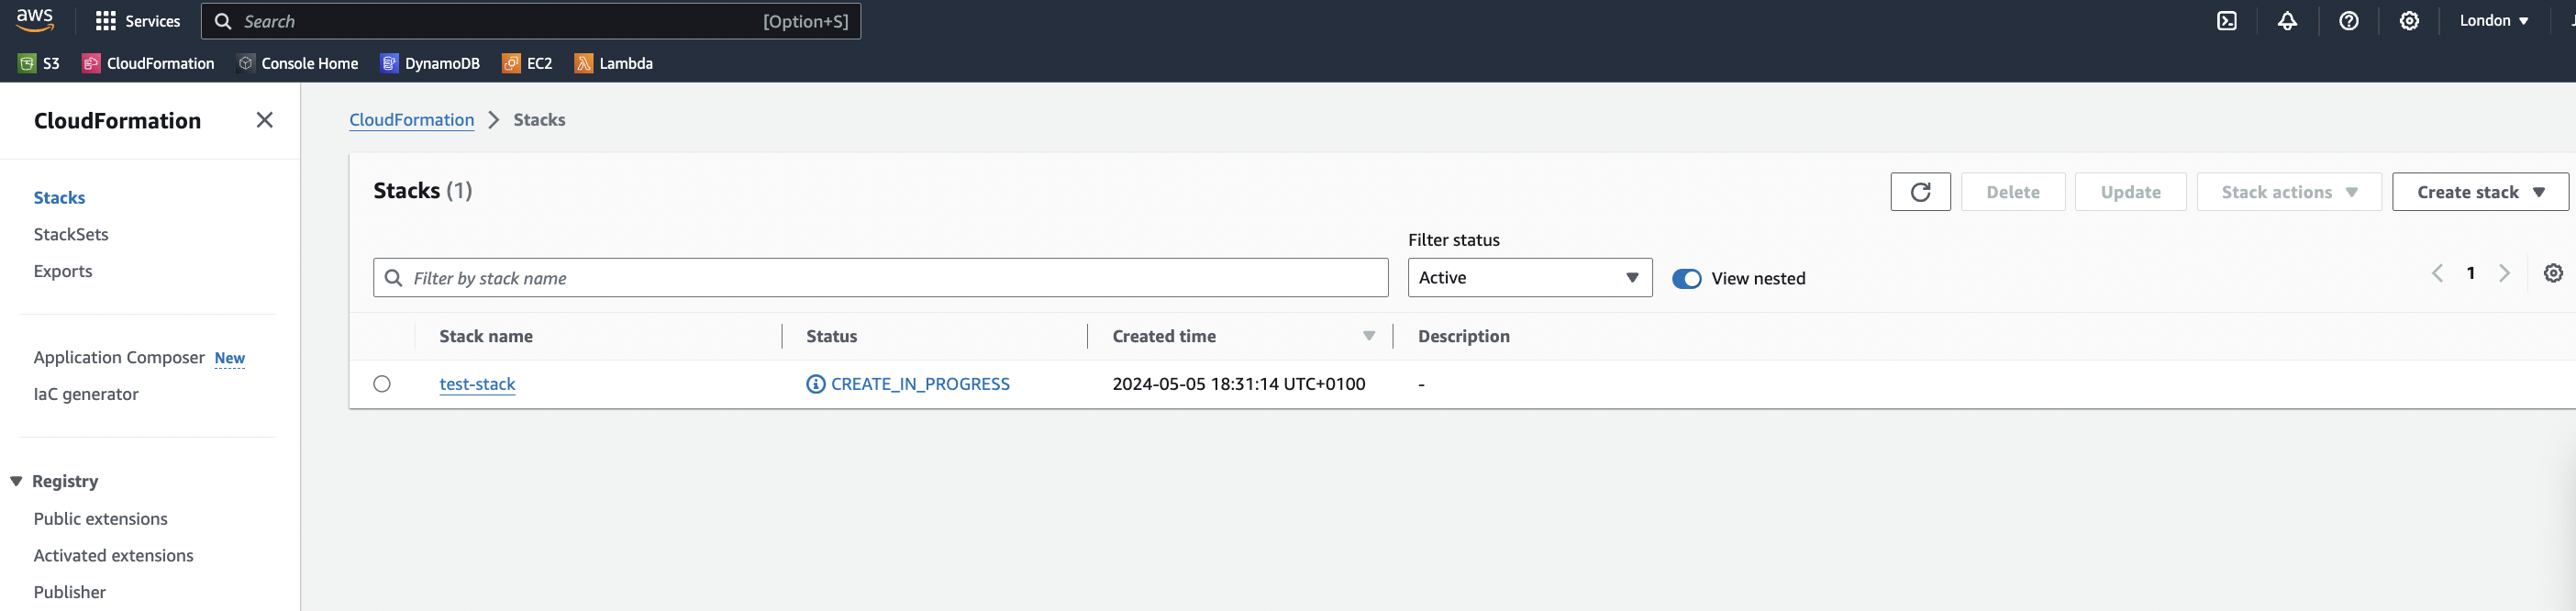 aws
Services
Search
[Option+S]
London
S3
CloudFormation
Console Home
DynamoDB
EC2
Lambda
CloudFormation
Stacks
StackSets
Exports
Application Composer New
IaC generator
Registry
Public extensions
Activated extensions
Publisher
CloudFormation
Stacks
Stacks (1)
Delete
Update
Stack actions
Create stack
Filter by stack name
Filter status
Active
View nested
1
Stack name
Status
Created time
Description
test-stack
CREATE_IN_PROGRESS
2024-05-05 18:31:14 UTC+0100
-